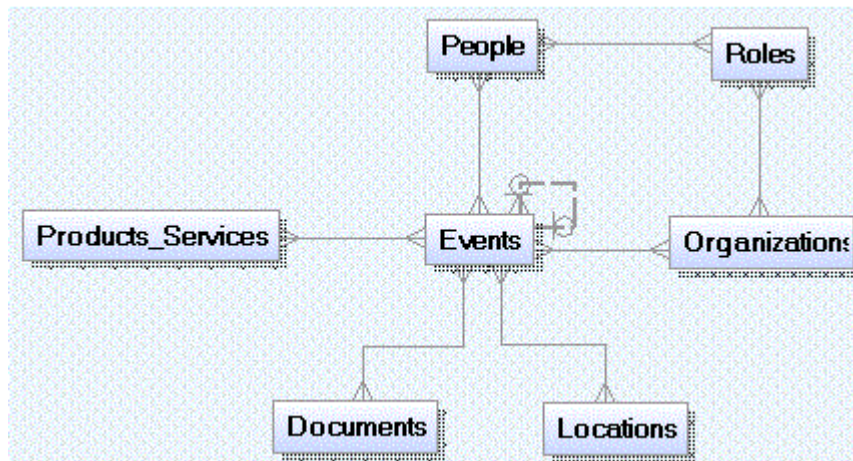 People
Roles
Products_Services
Events
Organizations
Documents
Locations